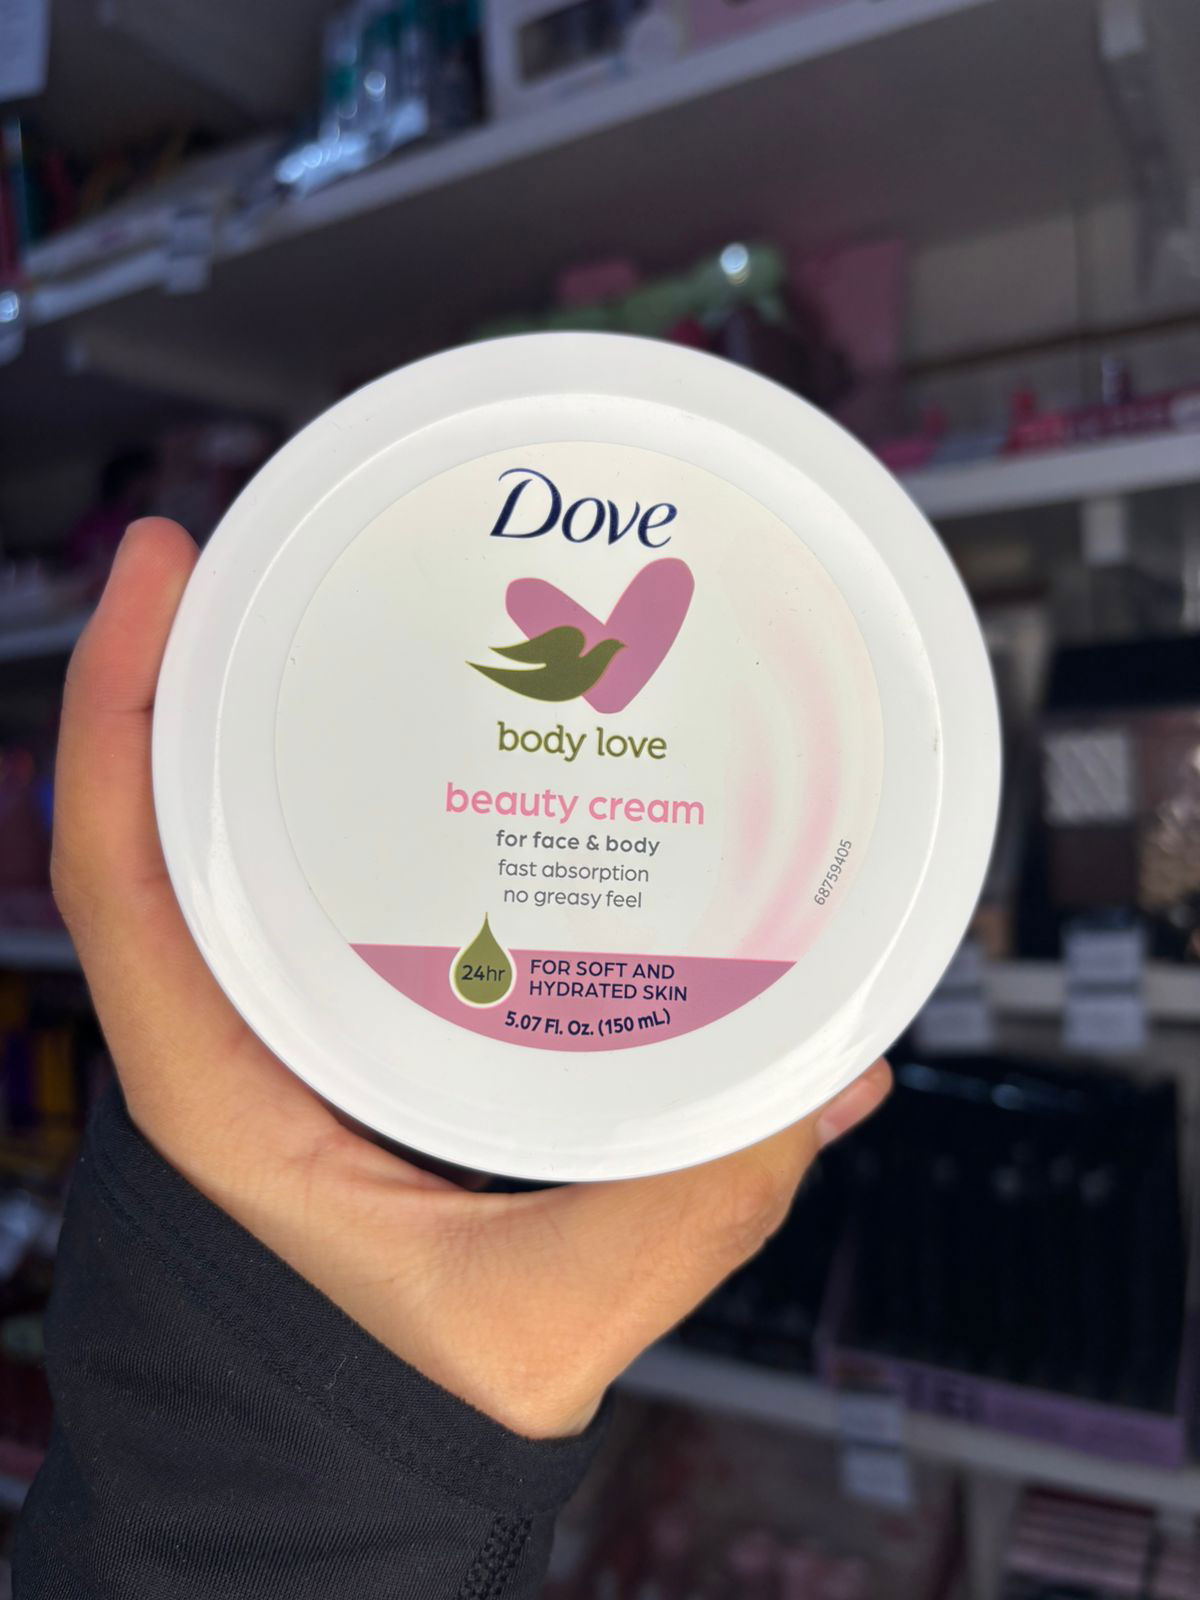 Dove
body love
beauty cream
for face & body
fast absorption
no greasy feel
68759405
24hr
FOR SOFT AND
HYDRATED SKIN
5.07 Fl. Oz. (150 mL)